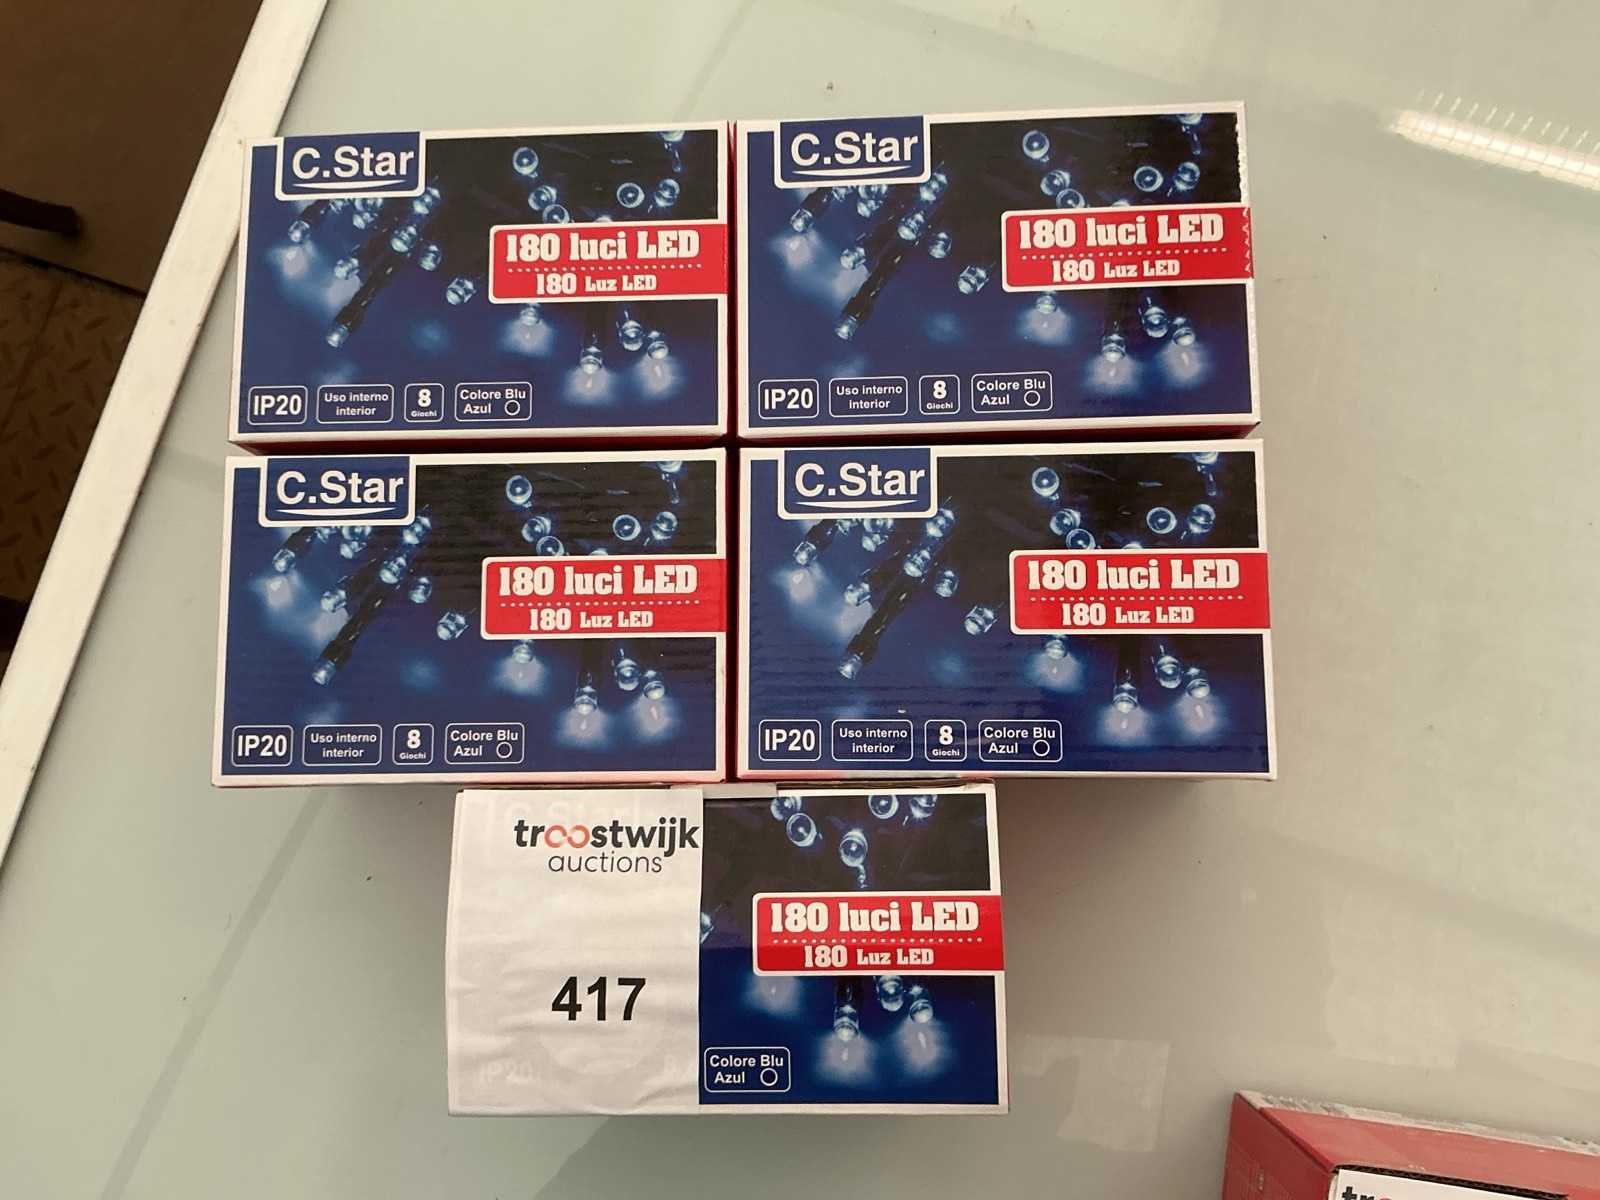 C.Star
180 luci LED
180 Luz LED
IP20
Uso interno
interior
8
Giochi
Colore Blu
Azul
C.Star
180 luci LED
180 Luz LED
IP20
Uso interno
interior
8
Giochi
Colore Blu
Azul
C.Star
180 luci LED
180 Luz LED
IP20
Uso interno
interior
8
Giochi
Colore Blu
Azul
C.Star
180 luci LED
180 Luz LED
IP20
Uso interno
interior
8
Giochi
Colore Blu
Azul
troostwijk
auctions
417
180 luci LED
180 Luz LED
IP20
Colore Blu
Azul